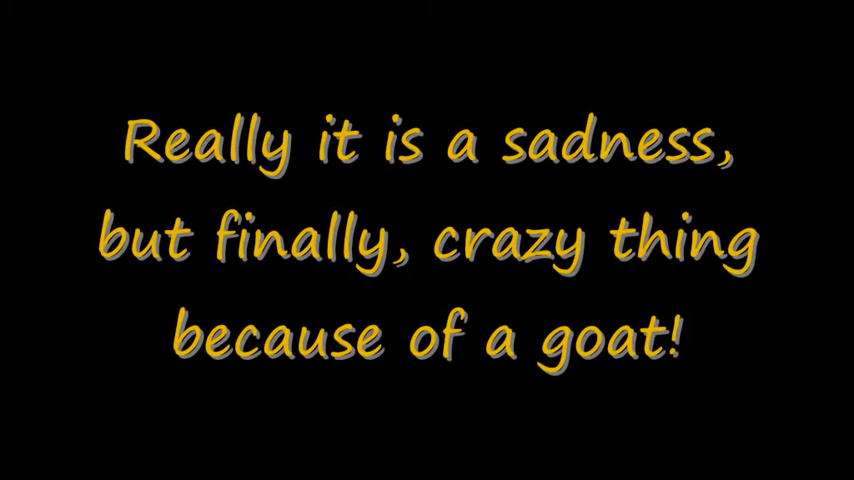 Really it is a sadness,
but finally, crazy thing
because of a goat!